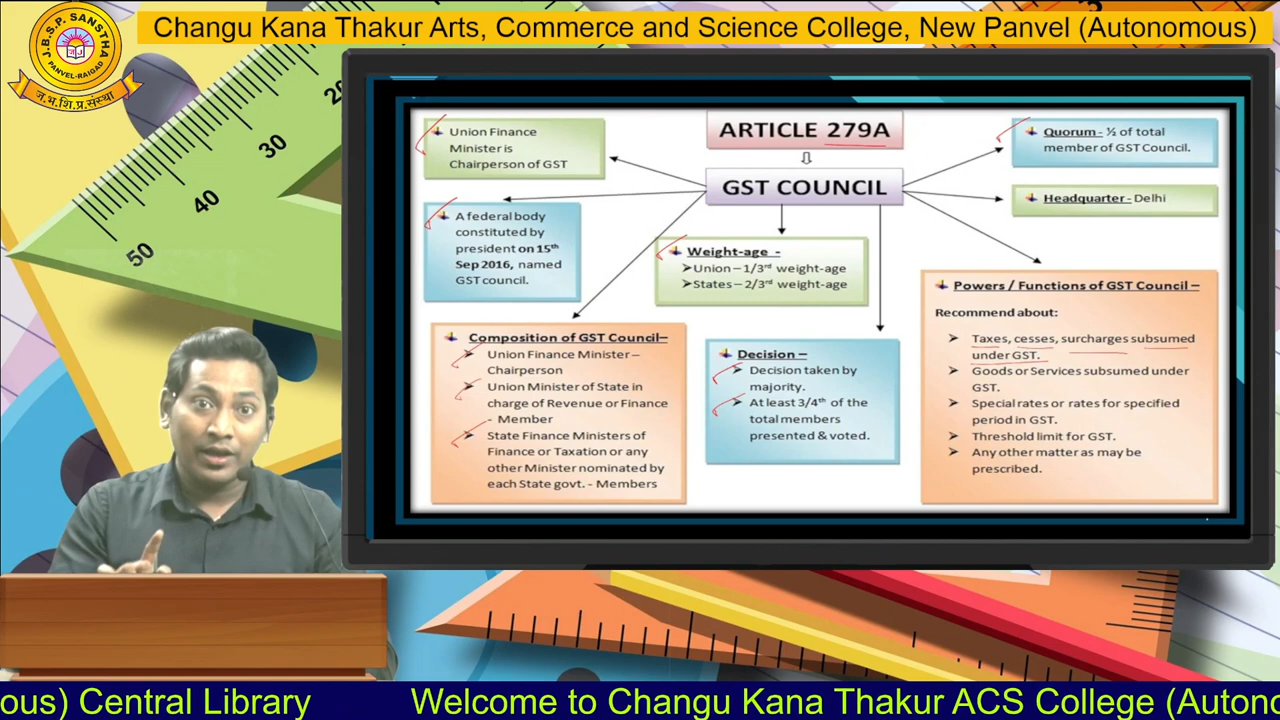 Changu Kana Thakur Arts, Commerce and Science College, New Panvel (Autonomous)
J.B.S.P. SANSTHA
PANVEL-RAIGAD
ज.भ.शि.प्र.संस्था
20
30
40
50
3
ARTICLE 279A
GST COUNCIL
Union Finance
Minister is
Chairperson of GST
A federal body
constituted by
president on 15th
Sep 2016, named
GST council.
Weight-age -
➤Union – 1/3rd weight-age
➤States – 2/3rd weight-age
Quorum - ½ of total
member of GST Council.
Headquarter - Delhi
Composition of GST Council–
➤ Union Finance Minister –
Chairperson
➤ Union Minister of State in
charge of Revenue or Finance
- Member
➤ State Finance Ministers of
Finance or Taxation or any
other Minister nominated by
each State govt. - Members
Decision –
➤ Decision taken by
majority.
➤ At least 3/4th of the
total members
presented & voted.
Powers / Functions of GST Council –
Recommend about:
➤ Taxes, cesses, surcharges subsumed
under GST.
➤ Goods or Services subsumed under
GST.
➤ Special rates or rates for specified
period in GST.
➤ Threshold limit for GST.
➤ Any other matter as may be
prescribed.
ous) Central Library Welcome to Changu Kana Thakur ACS College (Autono